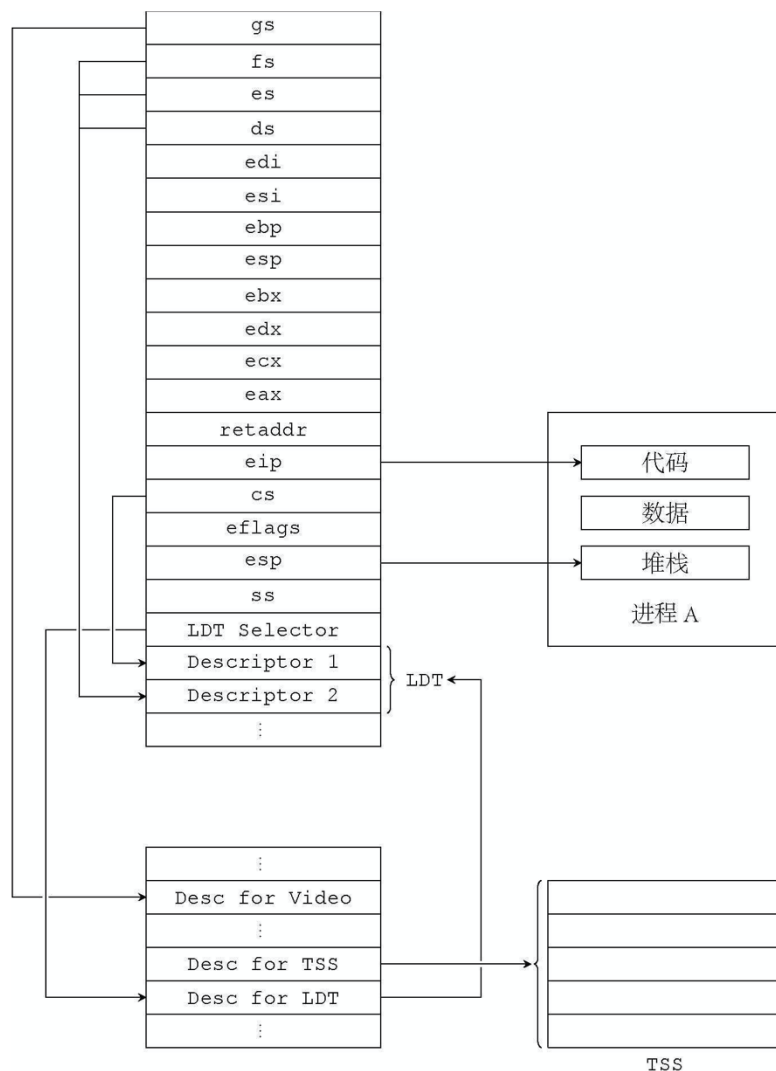 gs
fs
es
ds
edi
esi
ebp
esp
ebx
edx
ecx
eax
retaddr
eip
cs
eflags
esp
ss
LDT Selector
Descriptor 1
Descriptor 2
⋮
LDT
代码
数据
堆栈
进程 A
⋮
Desc for Video
⋮
Desc for TSS
Desc for LDT
⋮
TSS